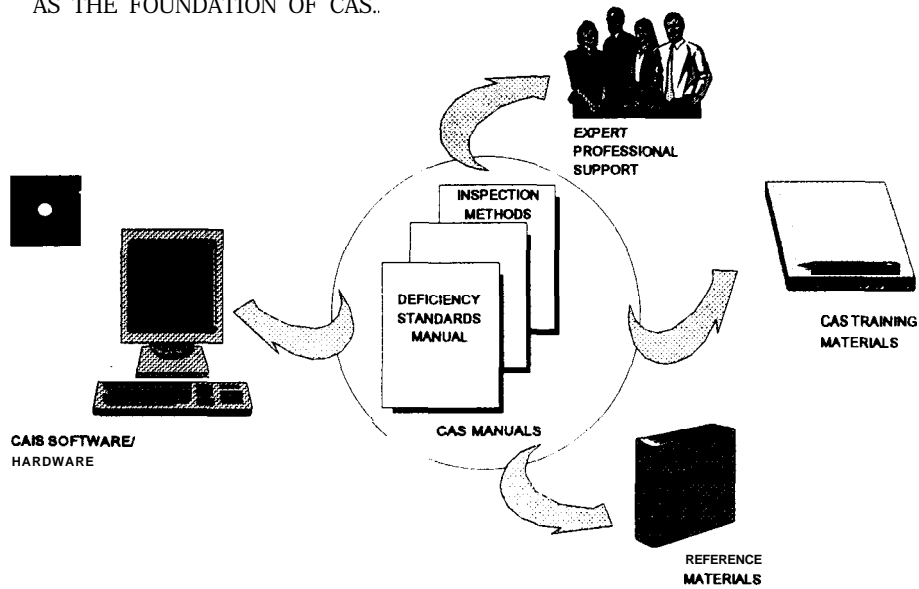 AS THE FOUNDATION OF CAS..
EXPERT
PROFESSIONAL
SUPPORT
INSPECTION
METHODS
DEFICIENCY
STANDARDS
MANUAL
CAS TRAINING
MATERIALS
CAS MANUALS
CAIS SOFTWARE/
HARDWARE
REFERENCE
MATERIALS